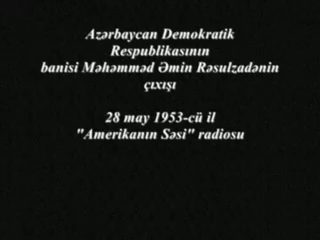 Azərbaycan Demokratik
Respublikasının
banisi Məhəmməd Əmin Rəsulzadənin
çıxışı
28 may 1953-cü il
"Amerikanın Səsi" radiosu